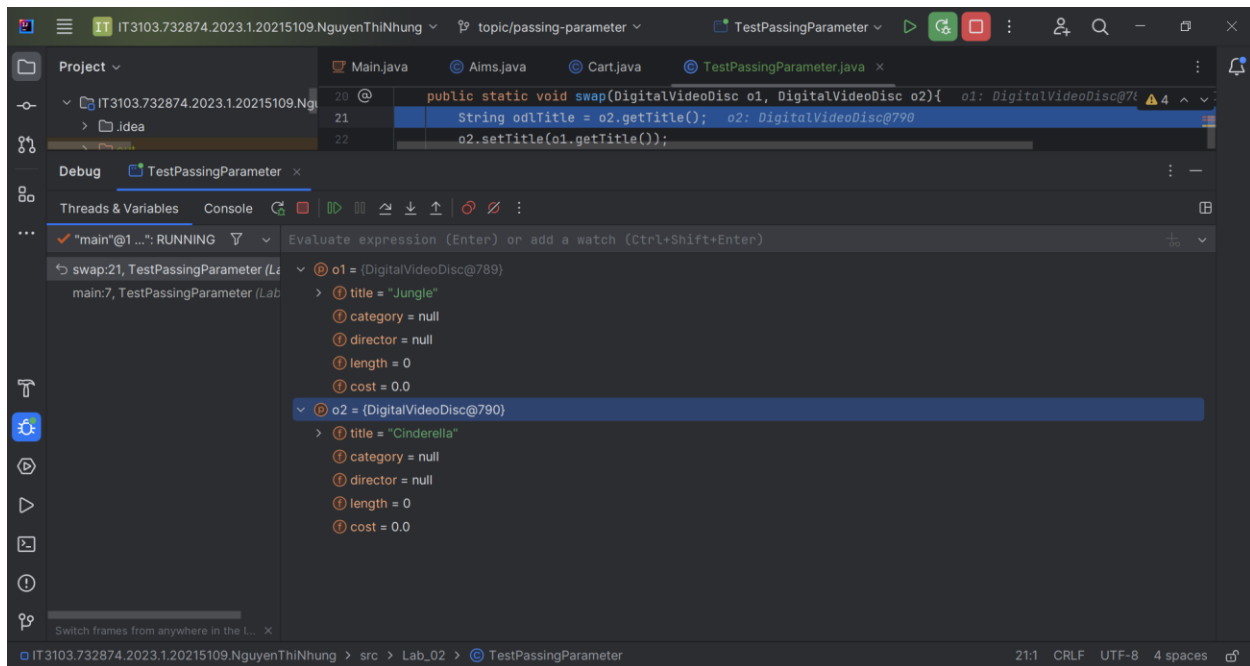 IT IT3103.732874.2023.1.20215109.NguyenThiNhung topic/passing-parameter TestPassingParameter
Project Main.java Aims.java Cart.java TestPassingParameter.java
IT3103.732874.2023.1.20215109.Ngu 20 @ public static void swap(DigitalVideoDisc o1, DigitalVideoDisc o2){ o1: DigitalVideoDisc@78 4
.idea 21 String odlTitle = o2.getTitle(); o2: DigitalVideoDisc@790
22 o2.setTitle(o1.getTitle());
Debug TestPassingParameter
Threads & Variables Console
"main"@1 ...": RUNNING Evaluate expression (Enter) or add a watch (Ctrl+Shift+Enter)
swap:21, TestPassingParameter (La o1 = {DigitalVideoDisc@789}
main:7, TestPassingParameter (Lab title = "Jungle"
category = null
director = null
length = 0
cost = 0.0
o2 = {DigitalVideoDisc@790}
title = "Cinderella"
category = null
director = null
length = 0
cost = 0.0
Switch frames from anywhere in the I...
IT3103.732874.2023.1.20215109.NguyenThiNhung > src > Lab_02 > TestPassingParameter 21:1 CRLF UTF-8 4 spaces